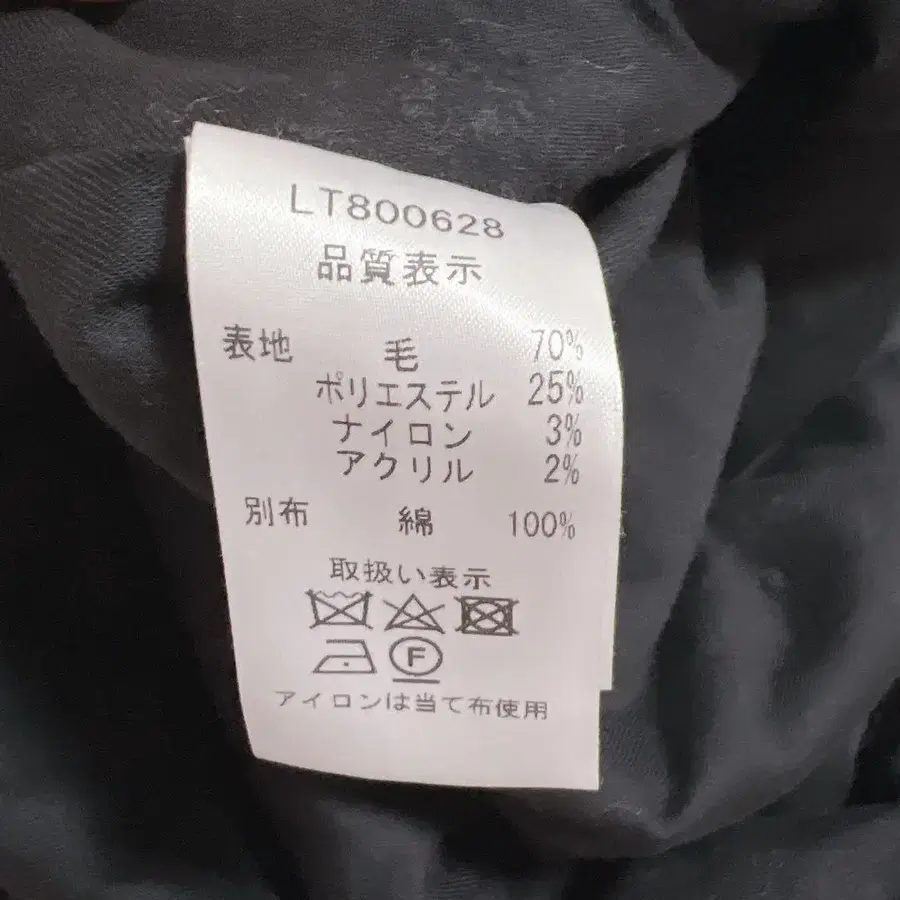 LT800628
品質表示
表地 毛 70%
ポリエステル 25%
ナイロン 3%
アクリル 2%
別布 綿 100%
取扱い表示
F
アイロンは当て布使用